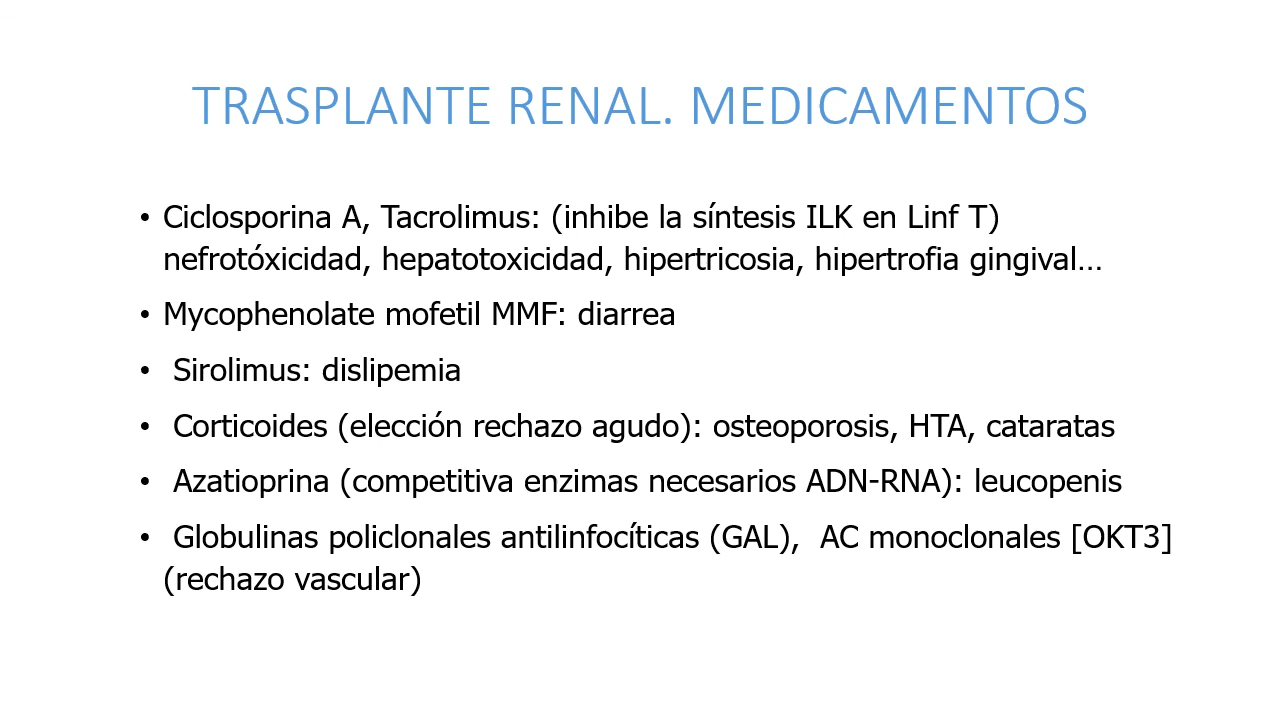 TRASPLANTE RENAL. MEDICAMENTOS
• Ciclosporina A, Tacrolimus: (inhibe la síntesis ILK en Linf T)
nefrotóxicidad, hepatotoxicidad, hipertricosia, hipertrofia gingival...
• Mycophenolate mofetil MMF: diarrea
• Sirolimus: dislipemia
• Corticoides (elección rechazo agudo): osteoporosis, HTA, cataratas
• Azatioprina (competitiva enzimas necesarios ADN-RNA): leucopenis
• Globulinas policlonales antilinfocíticas (GAL), AC monoclonales [OKT3]
(rechazo vascular)